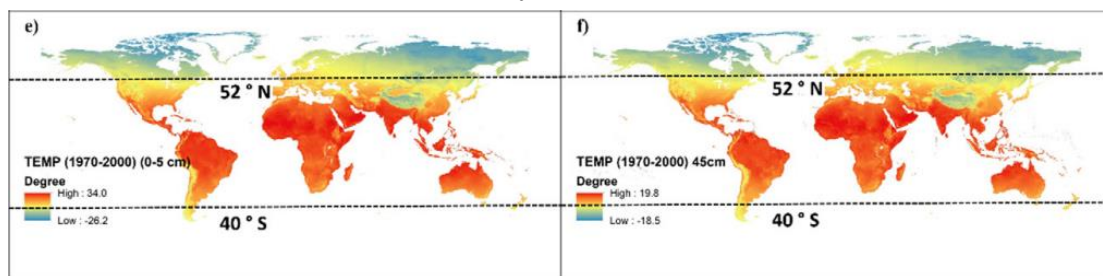 e)
52 ° N
TEMP (1970-2000) (0-5 cm)
Degree
High : 34.0
Low : -26.2
40 ° S
f)
52 ° N
TEMP (1970-2000) 45cm
Degree
High : 19.8
Low : -18.5
40 ° S